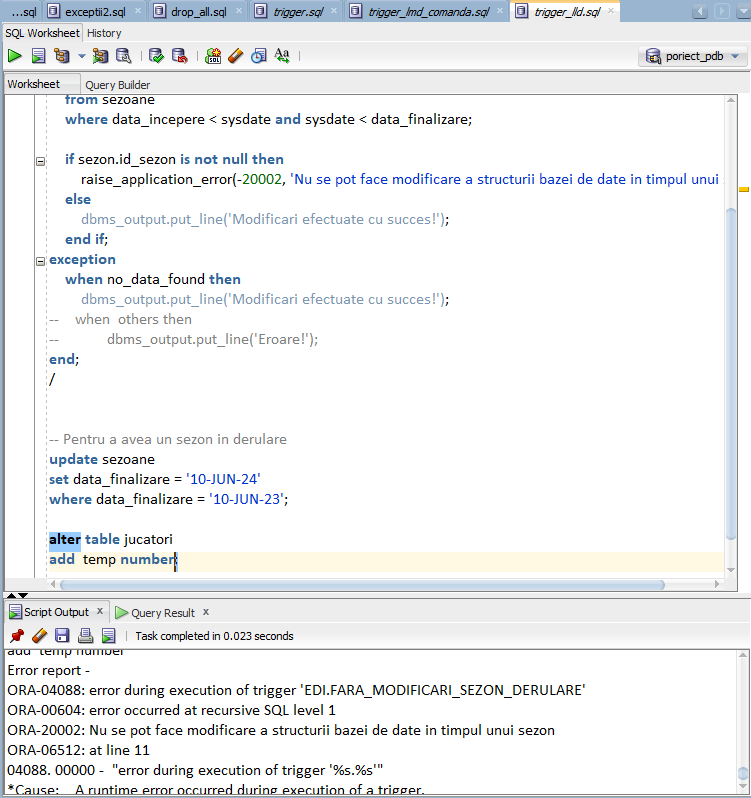 ...sql exceptii2.sql drop_all.sql trigger.sql trigger_lmd_comanda.sql trigger_lld.sql
SQL Worksheet History
Aa poriect_pdb
Worksheet Query Builder
from sezoane
where data_incepere < sysdate and sysdate < data_finalizare;
if sezon.id_sezon is not null then
raise_application_error(-20002, 'Nu se pot face modificare a structurii bazei de date in timpul unui
else
dbms_output.put_line('Modificari efectuate cu succes!');
end if;
exception
when no_data_found then
dbms_output.put_line('Modificari efectuate cu succes!');
-- when others then
-- dbms_output.put_line('Eroare!');
end;
/
-- Pentru a avea un sezon in derulare
update sezoane
set data_finalizare = '10-JUN-24'
where data_finalizare = '10-JUN-23';
alter table jucatori
add temp number;
Script Output x Query Result x
Task completed in 0.023 seconds
add temp number
Error report -
ORA-04088: error during execution of trigger 'EDI.FARA_MODIFICARI_SEZON_DERULARE'
ORA-00604: error occurred at recursive SQL level 1
ORA-20002: Nu se pot face modificare a structurii bazei de date in timpul unui sezon
ORA-06512: at line 11
04088. 00000 - "error during execution of trigger '%s.%s'"
*Cause: A runtime error occurred during execution of a trigger.